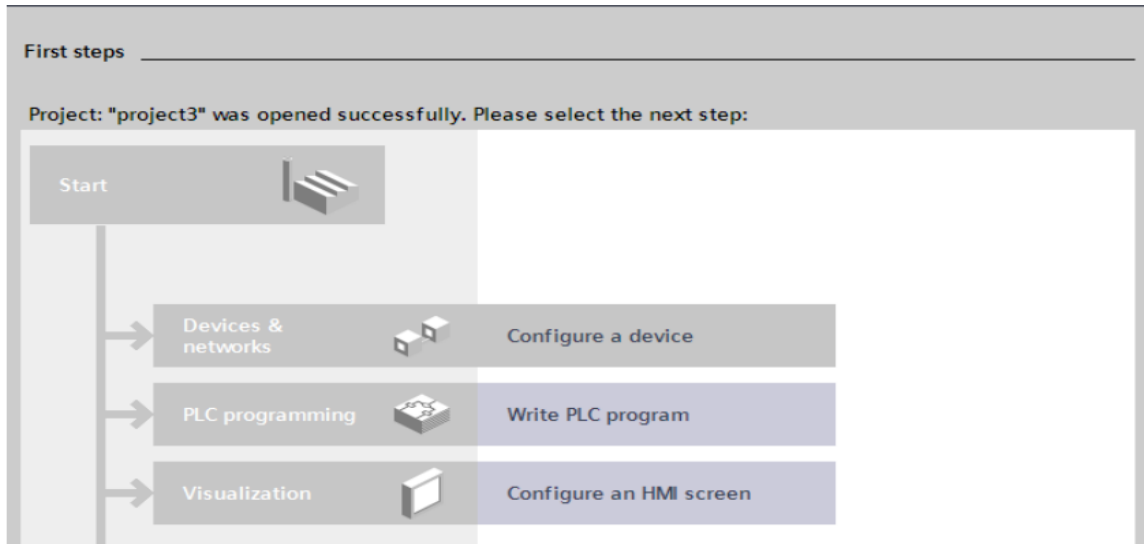 First steps
Project: "project3" was opened successfully. Please select the next step:
Start
Devices &
networks
Configure a device
PLC programming
Write PLC program
Visualization
Configure an HMI screen